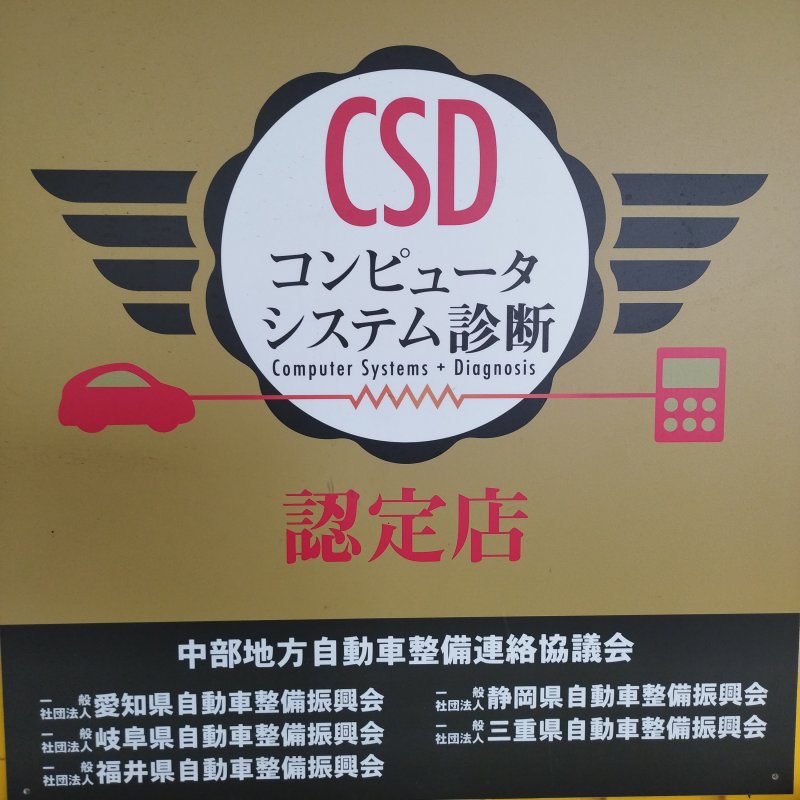 CSD
コンピュータ
システム診断
Computer Systems + Diagnosis
認定店
中部地方自動車整備連絡協議会
一般社団法人 愛知県自動車整備振興会
一般社団法人 岐阜県自動車整備振興会
一般社団法人 福井県自動車整備振興会
一般社団法人 静岡県自動車整備振興会
一般社団法人 三重県自動車整備振興会